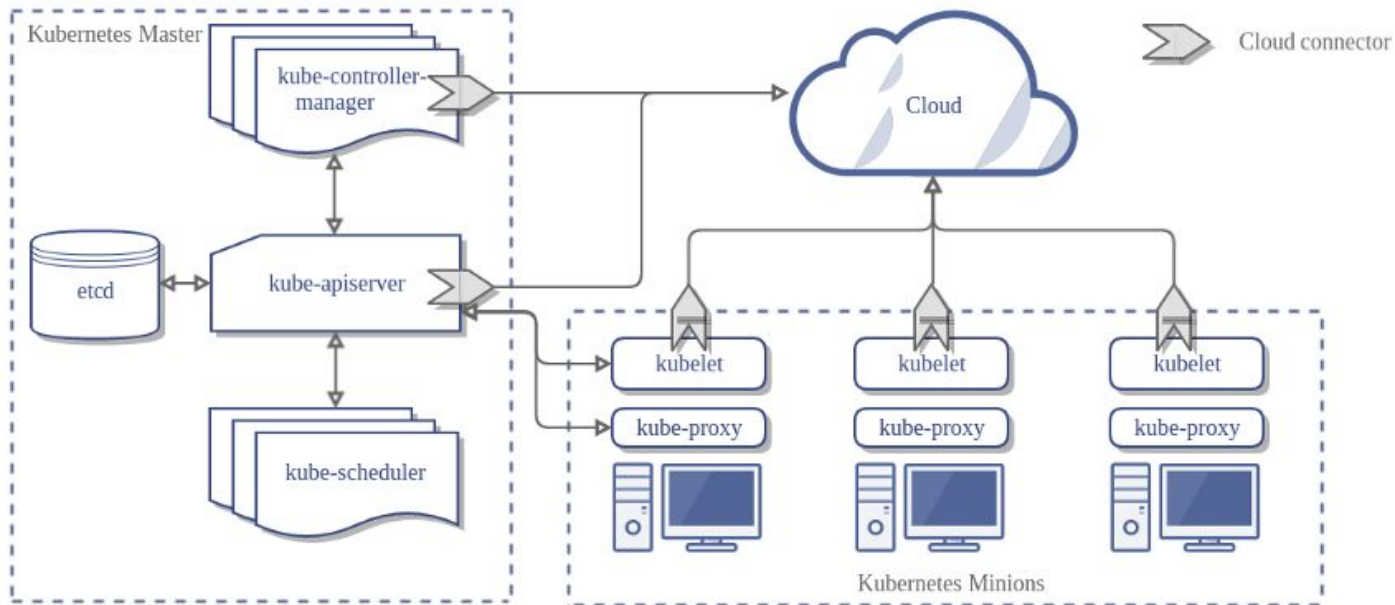 Kubernetes Master
kube-controller-
manager
Cloud
Cloud connector
etcd
kube-apiserver
kube-scheduler
kubelet
kubelet
kubelet
kube-proxy
kube-proxy
kube-proxy
Kubernetes Minions